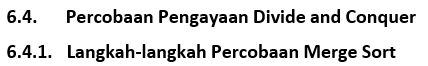 6.4. Percobaan Pengayaan Divide and Conquer
6.4.1. Langkah-langkah Percobaan Merge Sort